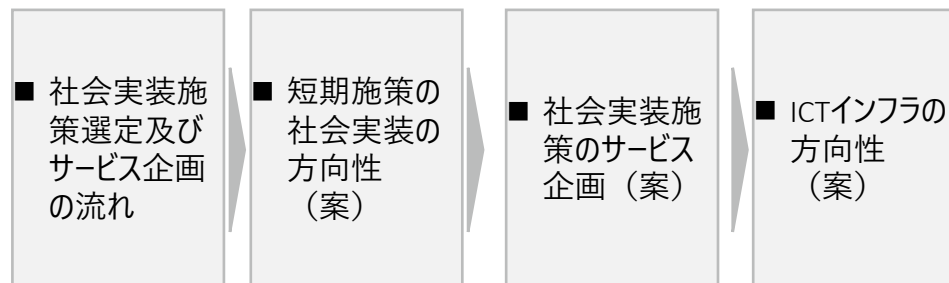 ■ 社会実装施
策選定及び
サービス企画
の流れ
■ 短期施策の
社会実装の
方向性
（案）
■ 社会実装施
策のサービス
企画（案）
■ ICTインフラの
方向性
（案）